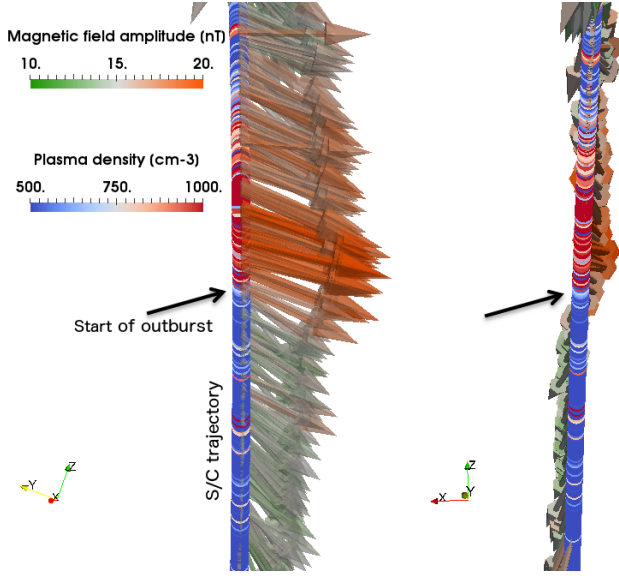 Magnetic field amplitude (nT)
10. 15. 20.
Plasma density (cm-3)
500. 750. 1000.
Start of outburst
S/C trajectory
Z
Y
X
Z
Y
X